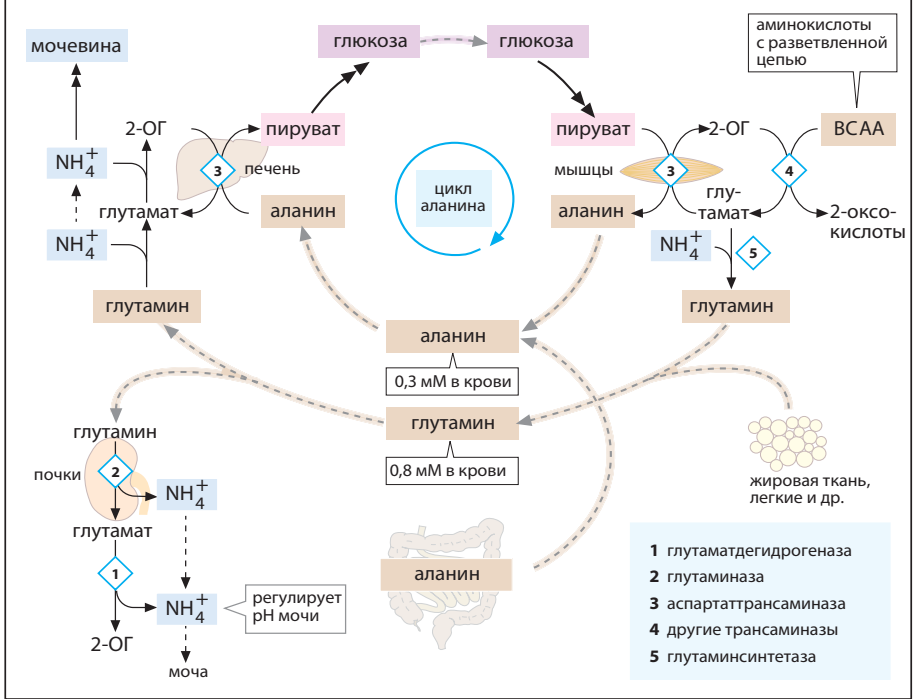 глюкоза
глюкоза
аминокислоты
с разветвленной
цепью
мочевина
2-ОГ
пируват
пируват
2-ОГ
BCAA
NH₄⁺
3
печень
цикл
аланина
мышцы
3
4
глутамат
аланин
аланин
глу-
тамат
2-оксо-
кислоты
NH₄⁺
NH₄⁺
5
глутамин
глутамин
аланин
0,3 мМ в крови
глутамин
0,8 мМ в крови
глутамин
почки
2
NH₄⁺
глутамат
жировая ткань,
легкие и др.
1
NH₄⁺
регулирует
pH мочи
2-ОГ
моча
аланин
1 глутаматдегидрогеназа
2 глутаминаза
3 аспартаттрансаминаза
4 другие трансаминазы
5 глутаминсинтетаза